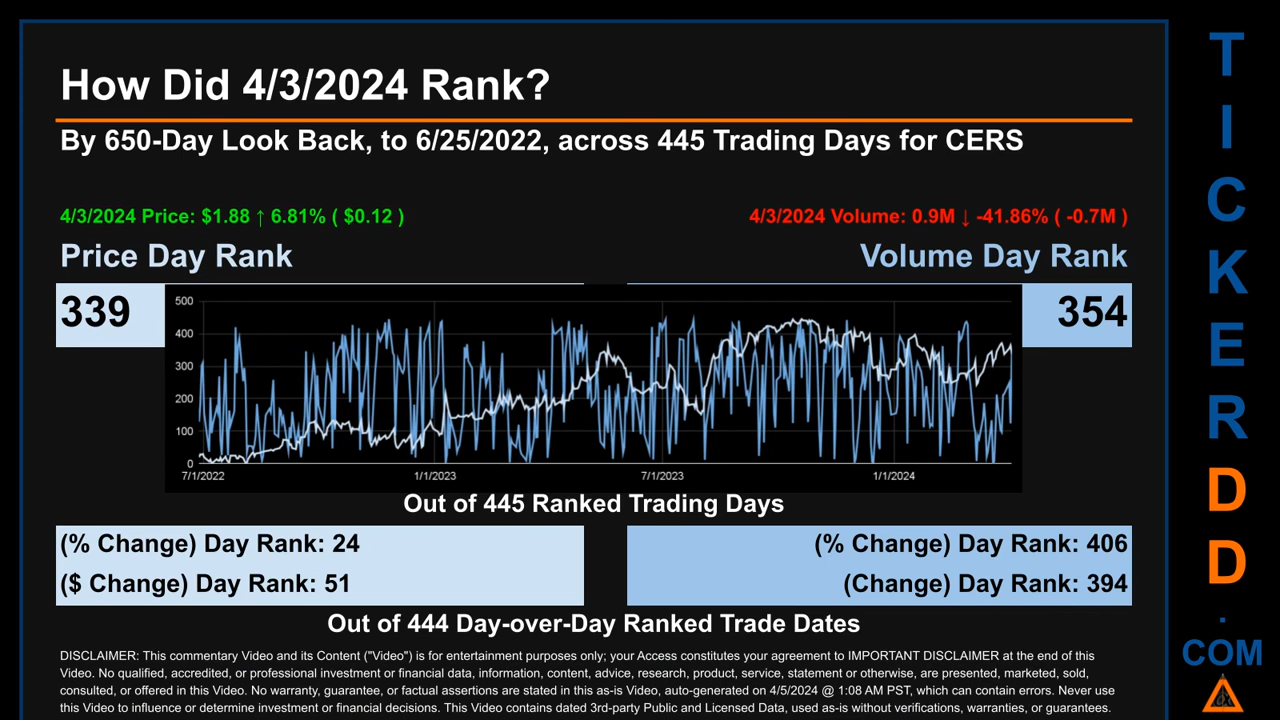 How Did 4/3/2024 Rank?
By 650-Day Look Back, to 6/25/2022, across 445 Trading Days for CERS
4/3/2024 Price: $1.88 ↑ 6.81% ( $0.12 )
4/3/2024 Volume: 0.9M ↓ -41.86% ( -0.7M )
Price Day Rank
Volume Day Rank
339
354
500
400
300
200
100
0
7/1/2022
1/1/2023
7/1/2023
1/1/2024
Out of 445 Ranked Trading Days
(% Change) Day Rank: 24
($ Change) Day Rank: 51
(% Change) Day Rank: 406
(Change) Day Rank: 394
Out of 444 Day-over-Day Ranked Trade Dates
DISCLAIMER: This commentary Video and its Content ("Video") is for entertainment purposes only; your Access constitutes your agreement to IMPORTANT DISCLAIMER at the end of this
Video. No qualified, accredited, or professional investment or financial data, information, content, advice, research, product, service, statement or otherwise, are presented, marketed, sold,
consulted, or offered in this Video. No warranty, guarantee, or factual assertions are stated in this as-is Video, auto-generated on 4/5/2024 @ 1:08 AM PST, which can contain errors. Never use
this Video to influence or determine investment or financial decisions. This Video contains dated 3rd-party Public and Licensed Data, used as-is without verifications, warranties, or guarantees.
T
I
C
K
E
R
D
D
.
COM